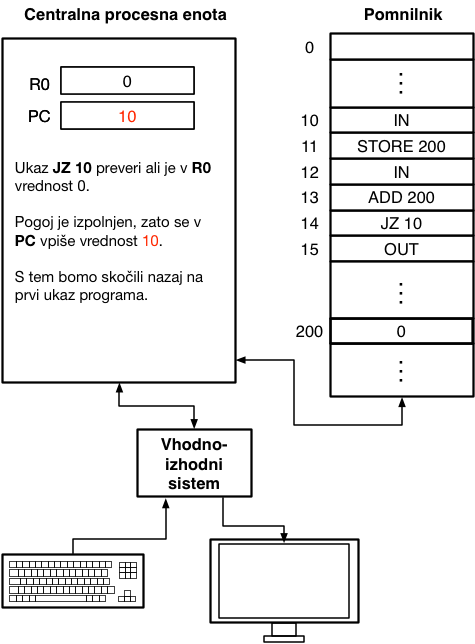 Centralna procesna enota
R0
0
PC
10
Ukaz JZ 10 preveri ali je v R0
vrednost 0.
Pogoj je izpolnjen, zato se v
PC vpiše vrednost 10.
S tem bomo skočili nazaj na
prvi ukaz programa.
Pomnilnik
0
10 IN
11 STORE 200
12 IN
13 ADD 200
14 JZ 10
15 OUT
200 0
Vhodno-
izhodni
sistem